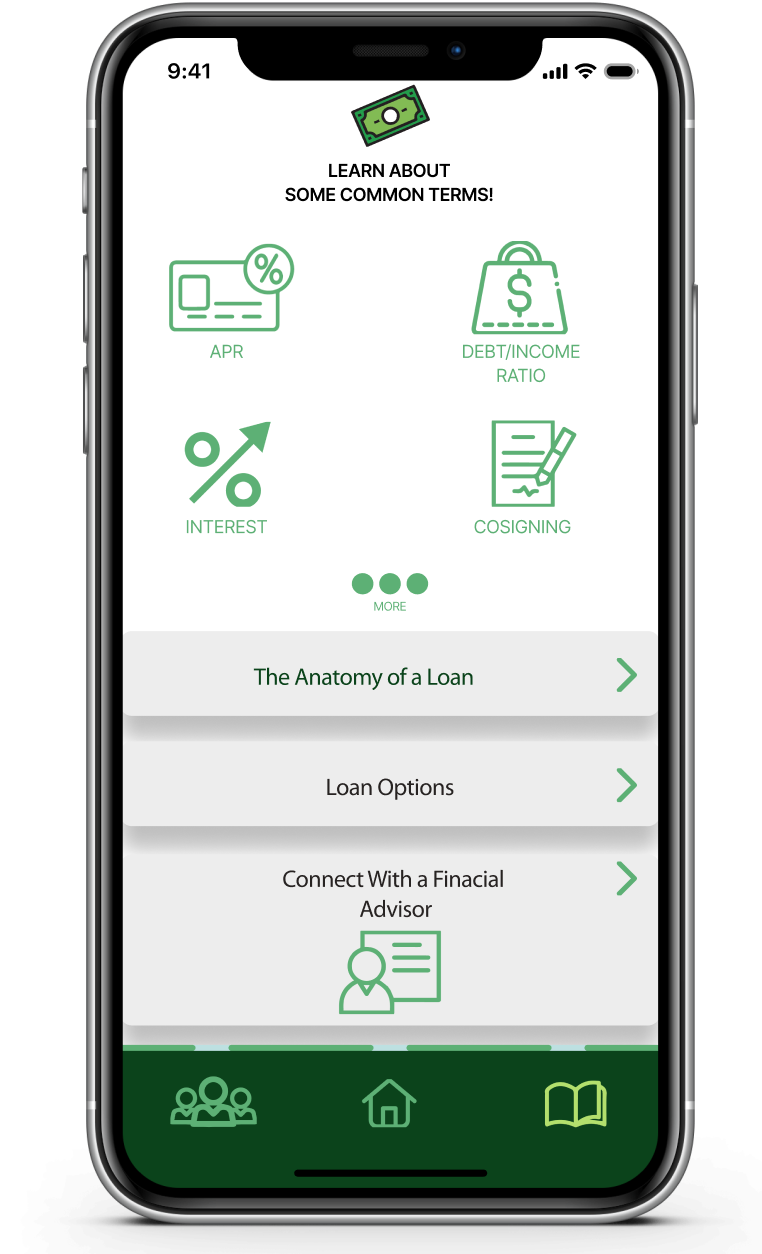 9:41
LEARN ABOUT
SOME COMMON TERMS!
%
$
APR
DEBT/INCOME
RATIO
%
INTEREST
COSIGNING
MORE
The Anatomy of a Loan
Loan Options
Connect With a Finacial
Advisor